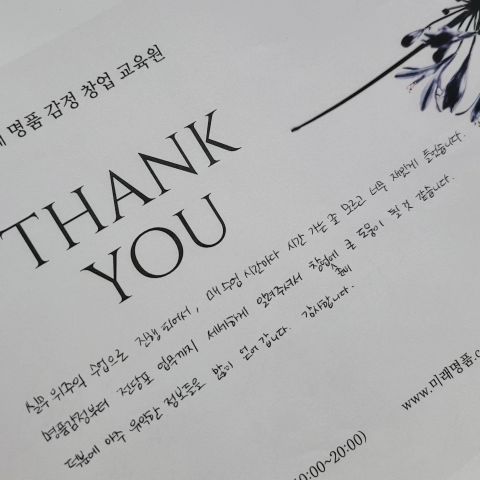 명품 감정 창업 교육원
THANK
YOU
실무 위주의 수업으로 진행 되어서, 매 수업 시간마다 시간 가는 줄 모르고 너무 재밌게 들었습니다.
명품감정부터 전당포 업무까지 세세하게 알려주셔서 창업에 큰 도움이 될 것 같습니다.
덕분에 아주 유익한 정보들을 많이 얻어 갑니다. 감사합니다.
www.미래명품.c
0:00~20:00)